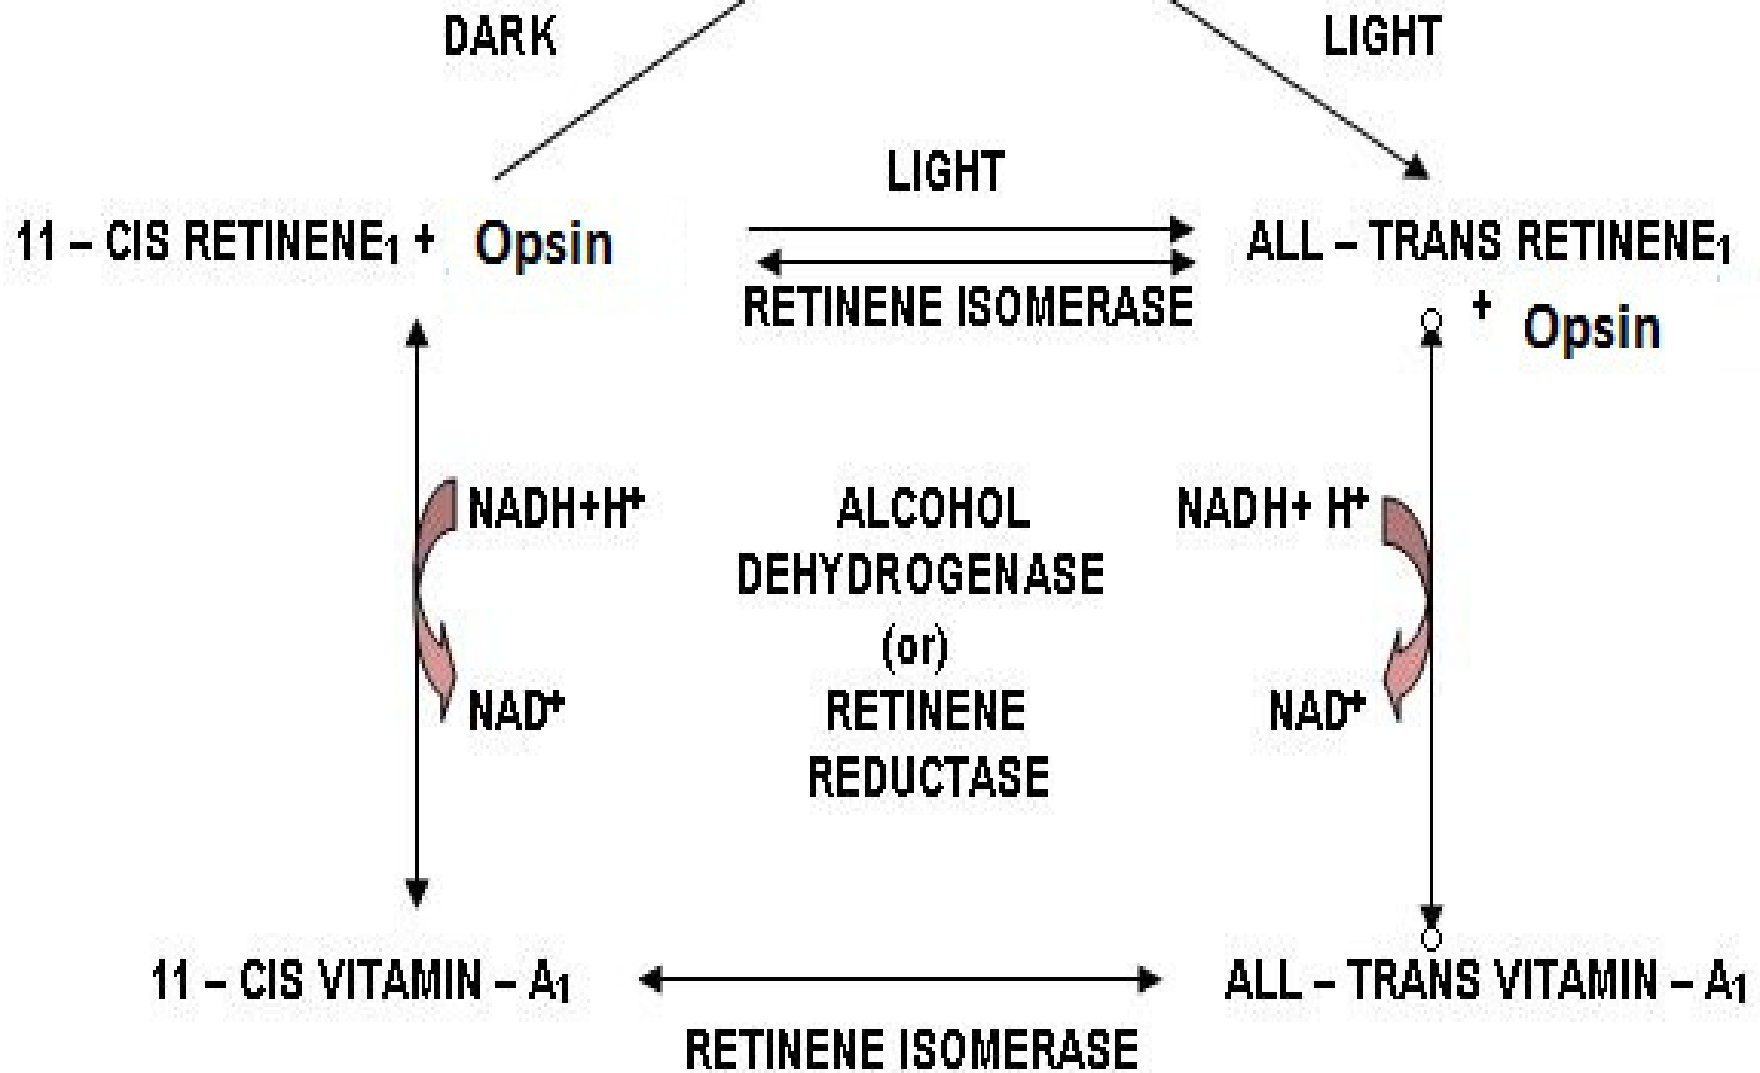 DARK
LIGHT
LIGHT
11 – CIS RETINENE₁ + Opsin
ALL – TRANS RETINENE₁
RETINENE ISOMERASE
+ Opsin
NADH+H⁺
ALCOHOL
DEHYDROGENASE
(or)
RETINENE
REDUCTASE
NADH+ H⁺
NAD⁺
NAD⁺
11 – CIS VITAMIN – A₁
ALL – TRANS VITAMIN – A₁
RETINENE ISOMERASE